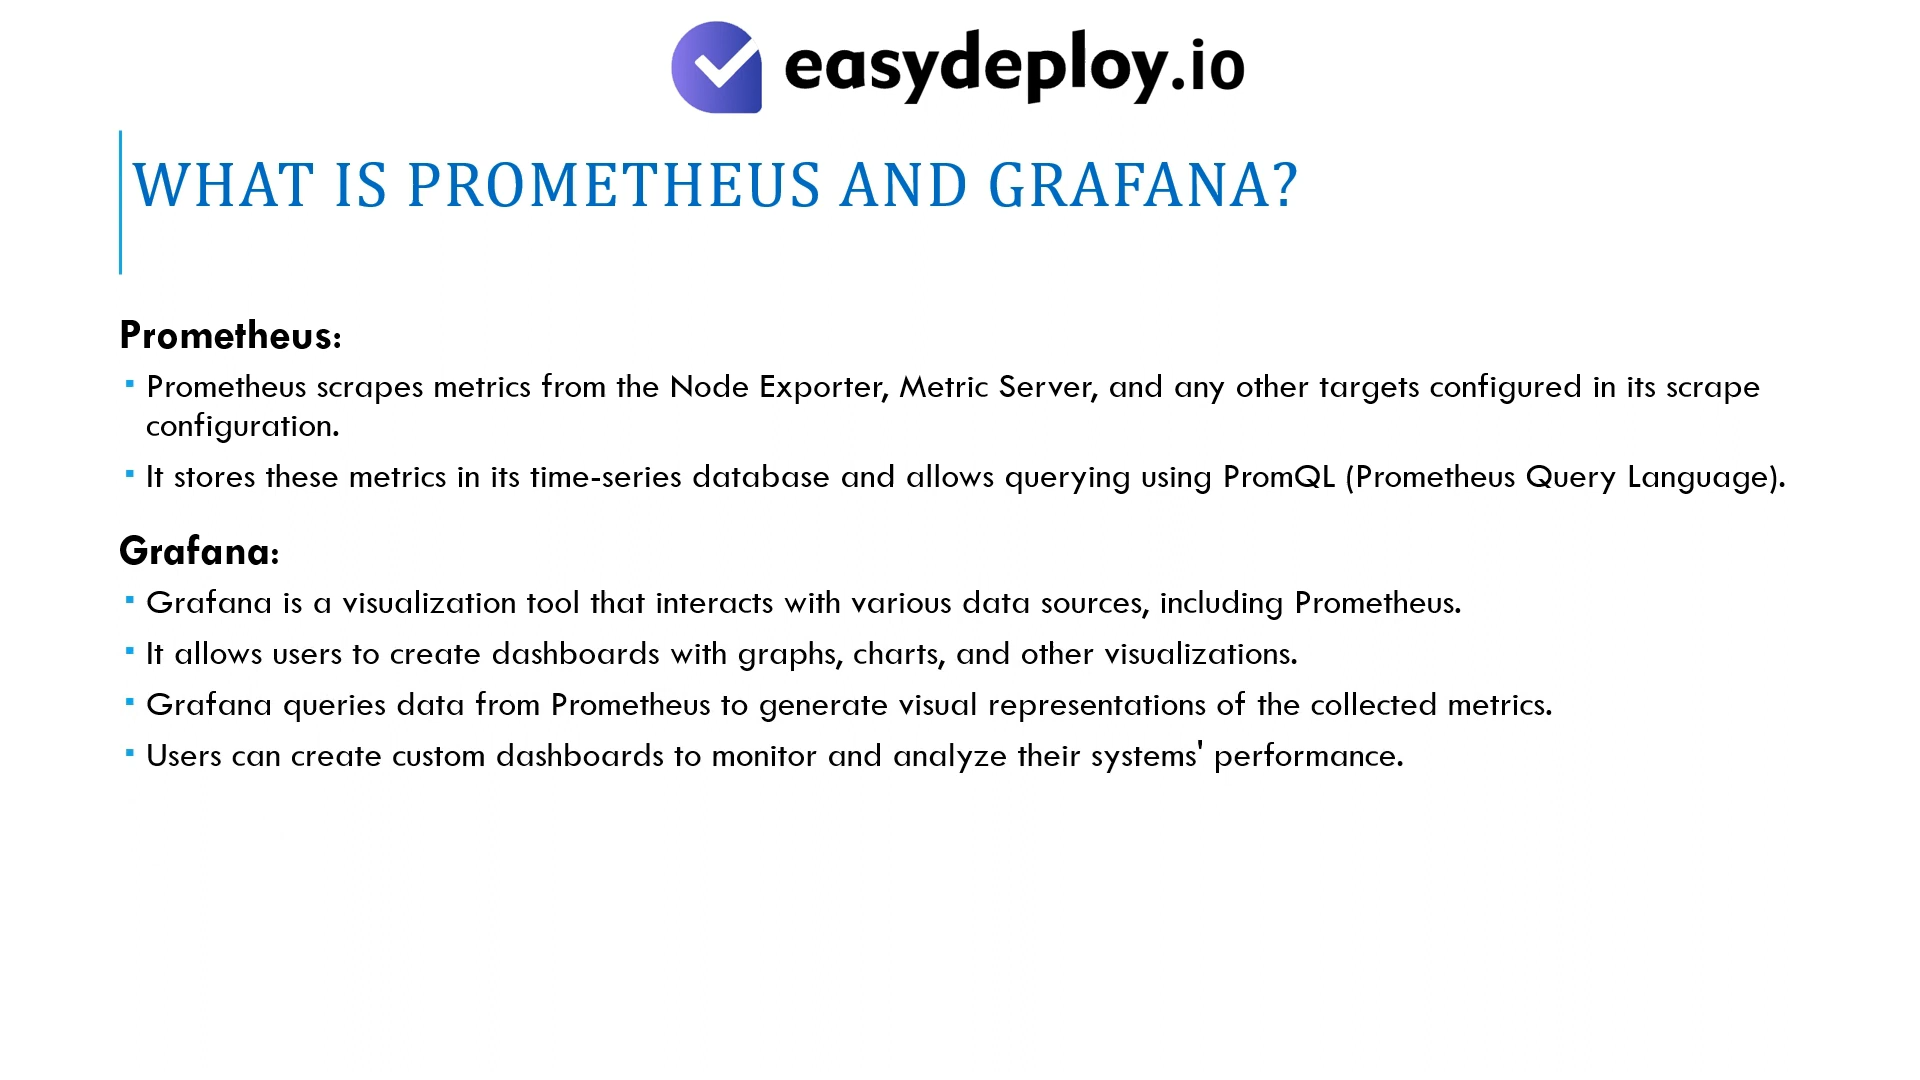 easydeploy.io
WHAT IS PROMETHEUS AND GRAFANA?
Prometheus:
▪ Prometheus scrapes metrics from the Node Exporter, Metric Server, and any other targets configured in its scrape
configuration.
▪ It stores these metrics in its time-series database and allows querying using PromQL (Prometheus Query Language).
Grafana:
▪ Grafana is a visualization tool that interacts with various data sources, including Prometheus.
▪ It allows users to create dashboards with graphs, charts, and other visualizations.
▪ Grafana queries data from Prometheus to generate visual representations of the collected metrics.
▪ Users can create custom dashboards to monitor and analyze their systems' performance.